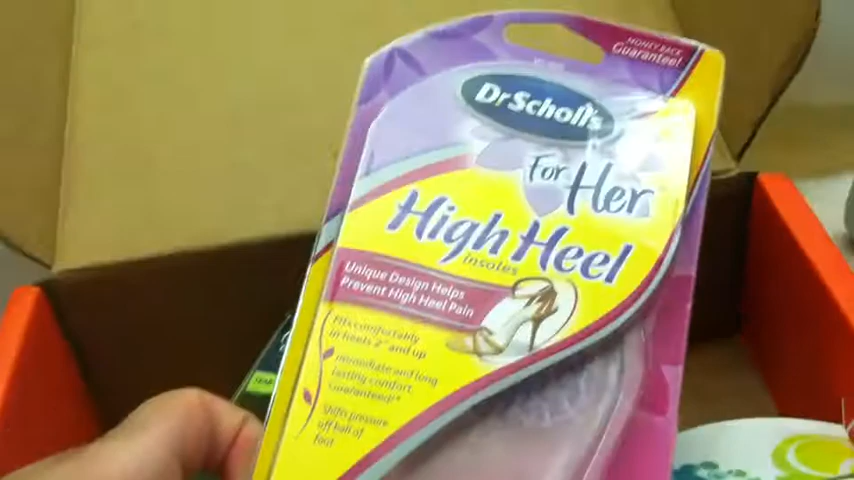 MONEY BACK
Guarantee!
Dr Scholl's
For Her
High Heel
insoles
Unique Design Helps
Prevent High Heel Pain
Fits comfortably
in heels 2" and up
Immediate and long
lasting comfort.
Guaranteed!*
Shifts pressure
off ball of
foot